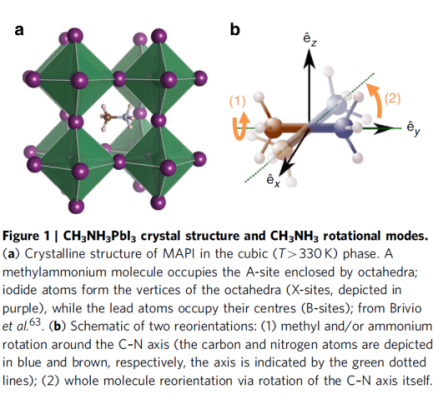 a
b
ê_z
(1)
(2)
ê_y
ê_x
Figure 1 | CH₃NH₃PbI₃ crystal structure and CH₃NH₃ rotational modes.
(a) Crystalline structure of MAPI in the cubic (T>330 K) phase. A
methylammonium molecule occupies the A-site enclosed by octahedra;
iodide atoms form the vertices of the octahedra (X-sites, depicted in
purple), while the lead atoms occupy their centres (B-sites); from Brivio
et al.⁶³. (b) Schematic of two reorientations: (1) methyl and/or ammonium
rotation around the C–N axis (the carbon and nitrogen atoms are depicted
in blue and brown, respectively, the axis is indicated by the green dotted
lines); (2) whole molecule reorientation via rotation of the C–N axis itself.